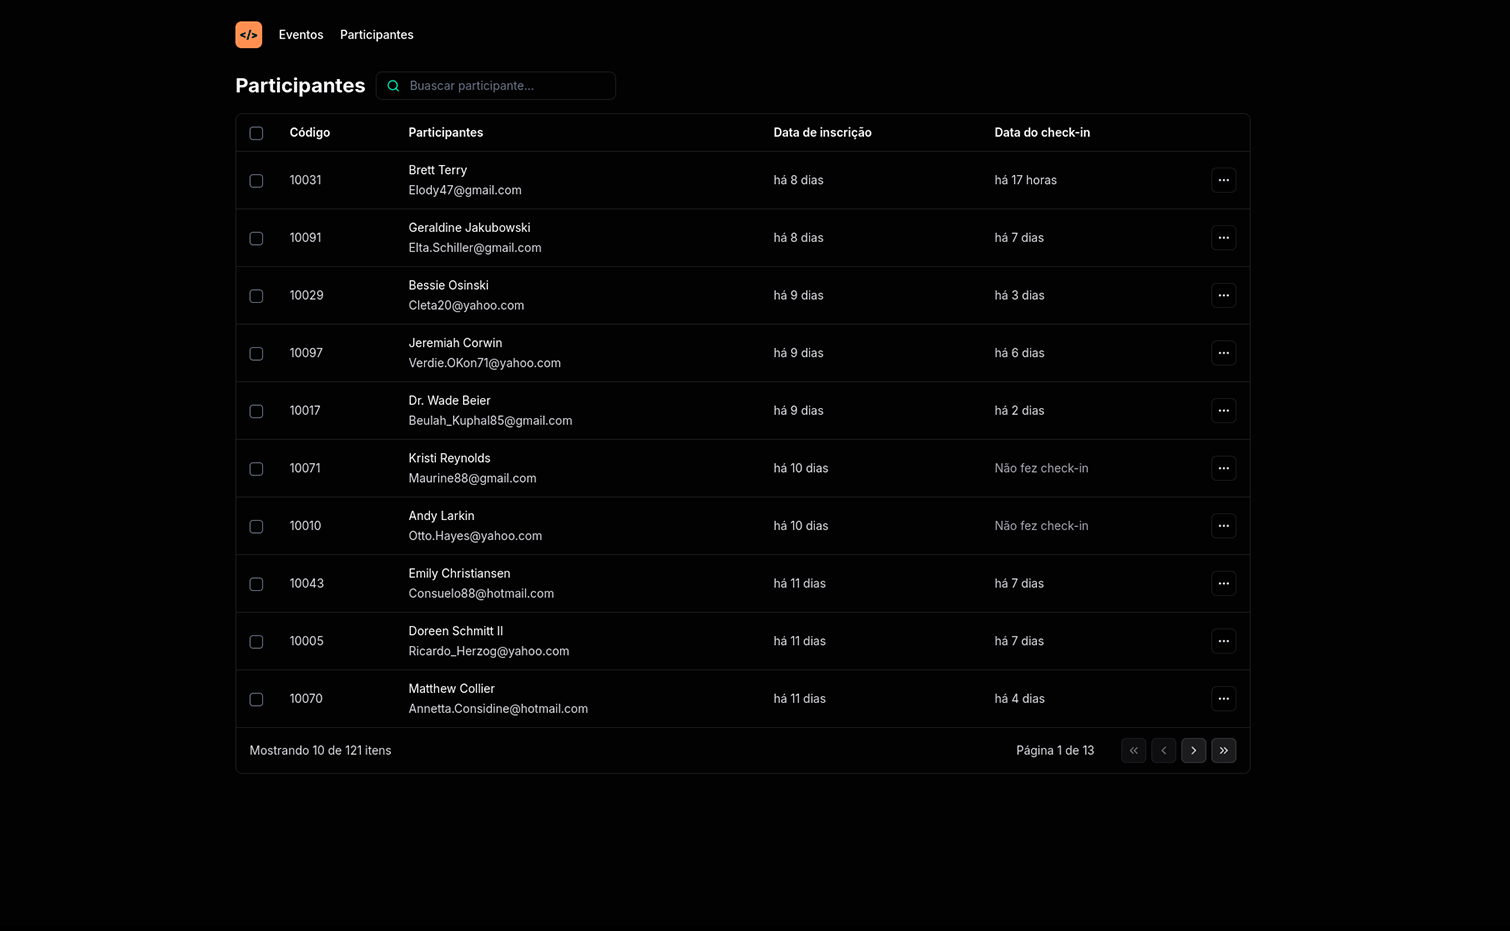 </> Eventos Participantes
Participantes Buascar participante...
Código Participantes Data de inscrição Data do check-in
10031 Brett Terry há 8 dias há 17 horas
Elody47@gmail.com
10091 Geraldine Jakubowski há 8 dias há 7 dias
Elta.Schiller@gmail.com
10029 Bessie Osinski há 9 dias há 3 dias
Cleta20@yahoo.com
10097 Jeremiah Corwin há 9 dias há 6 dias
Verdie.OKon71@yahoo.com
10017 Dr. Wade Beier há 9 dias há 2 dias
Beulah_Kuphal85@gmail.com
10071 Kristi Reynolds há 10 dias Não fez check-in
Maurine88@gmail.com
10010 Andy Larkin há 10 dias Não fez check-in
Otto.Hayes@yahoo.com
10043 Emily Christiansen há 11 dias há 7 dias
Consuelo88@hotmail.com
10005 Doreen Schmitt II há 11 dias há 7 dias
Ricardo_Herzog@yahoo.com
10070 Matthew Collier há 11 dias há 4 dias
Annetta.Considine@hotmail.com
Mostrando 10 de 121 itens Página 1 de 13